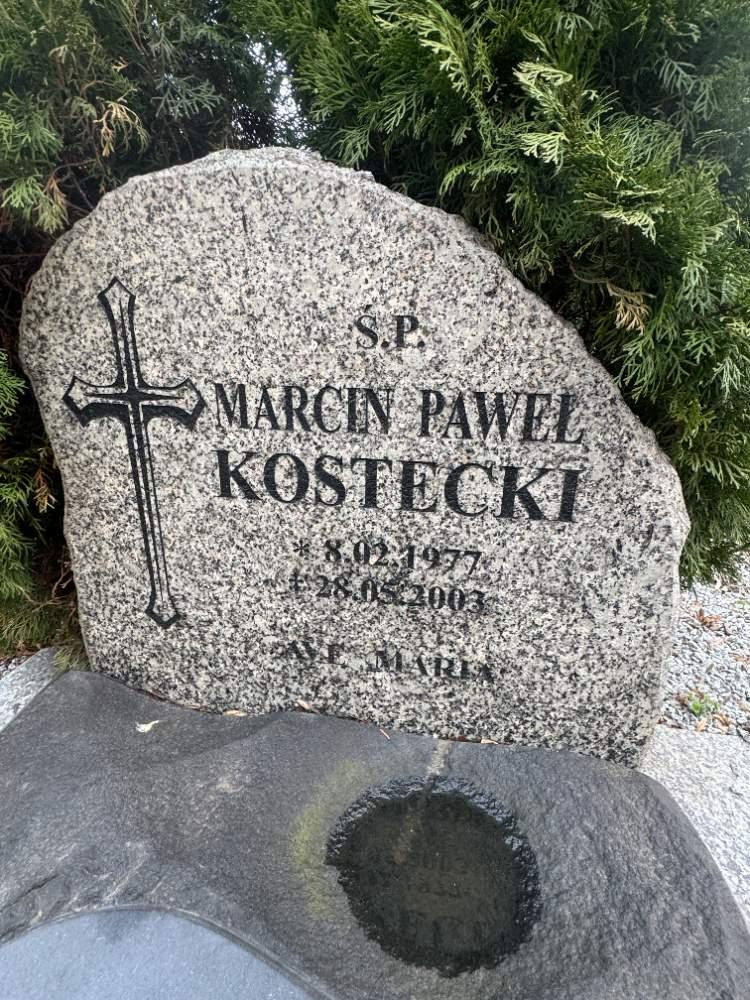 Ś.P.
MARCIN PAWEŁ
KOSTECKI
* 8.02.1977
† 28.05.2003
AVE MARIA